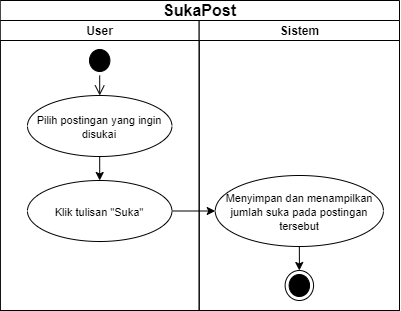 SukaPost
User
Sistem
Pilih postingan yang ingin
disukai
Klik tulisan "Suka"
Menyimpan dan menampilkan
jumlah suka pada postingan
tersebut